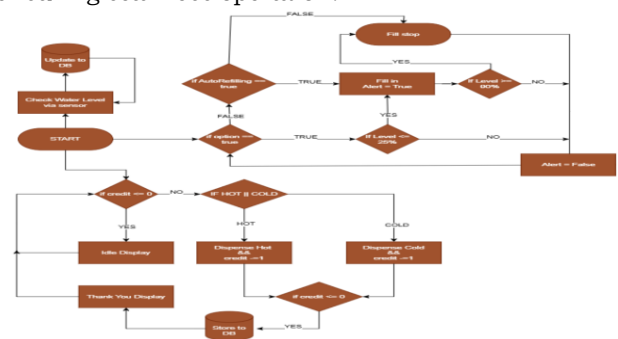 FALSE
Fill stop
Update to
DB
YES
if AutoRefilling ==
true
TRUE
Fill in
Alert = True
NO
Check Water Level
via sensor
FALSE
YES
START
if option ==
true
TRUE
If Level <=
25%
NO
Alert = False
if credit <= 0
NO
IF HOT || COLD
YES
HOT
COLD
Idle Display
Dispense Hot
&&
credit -=1
Dispense Cold
&&
credit -=1
Thank You Display
if credit <= 0
Store to
DB
YES